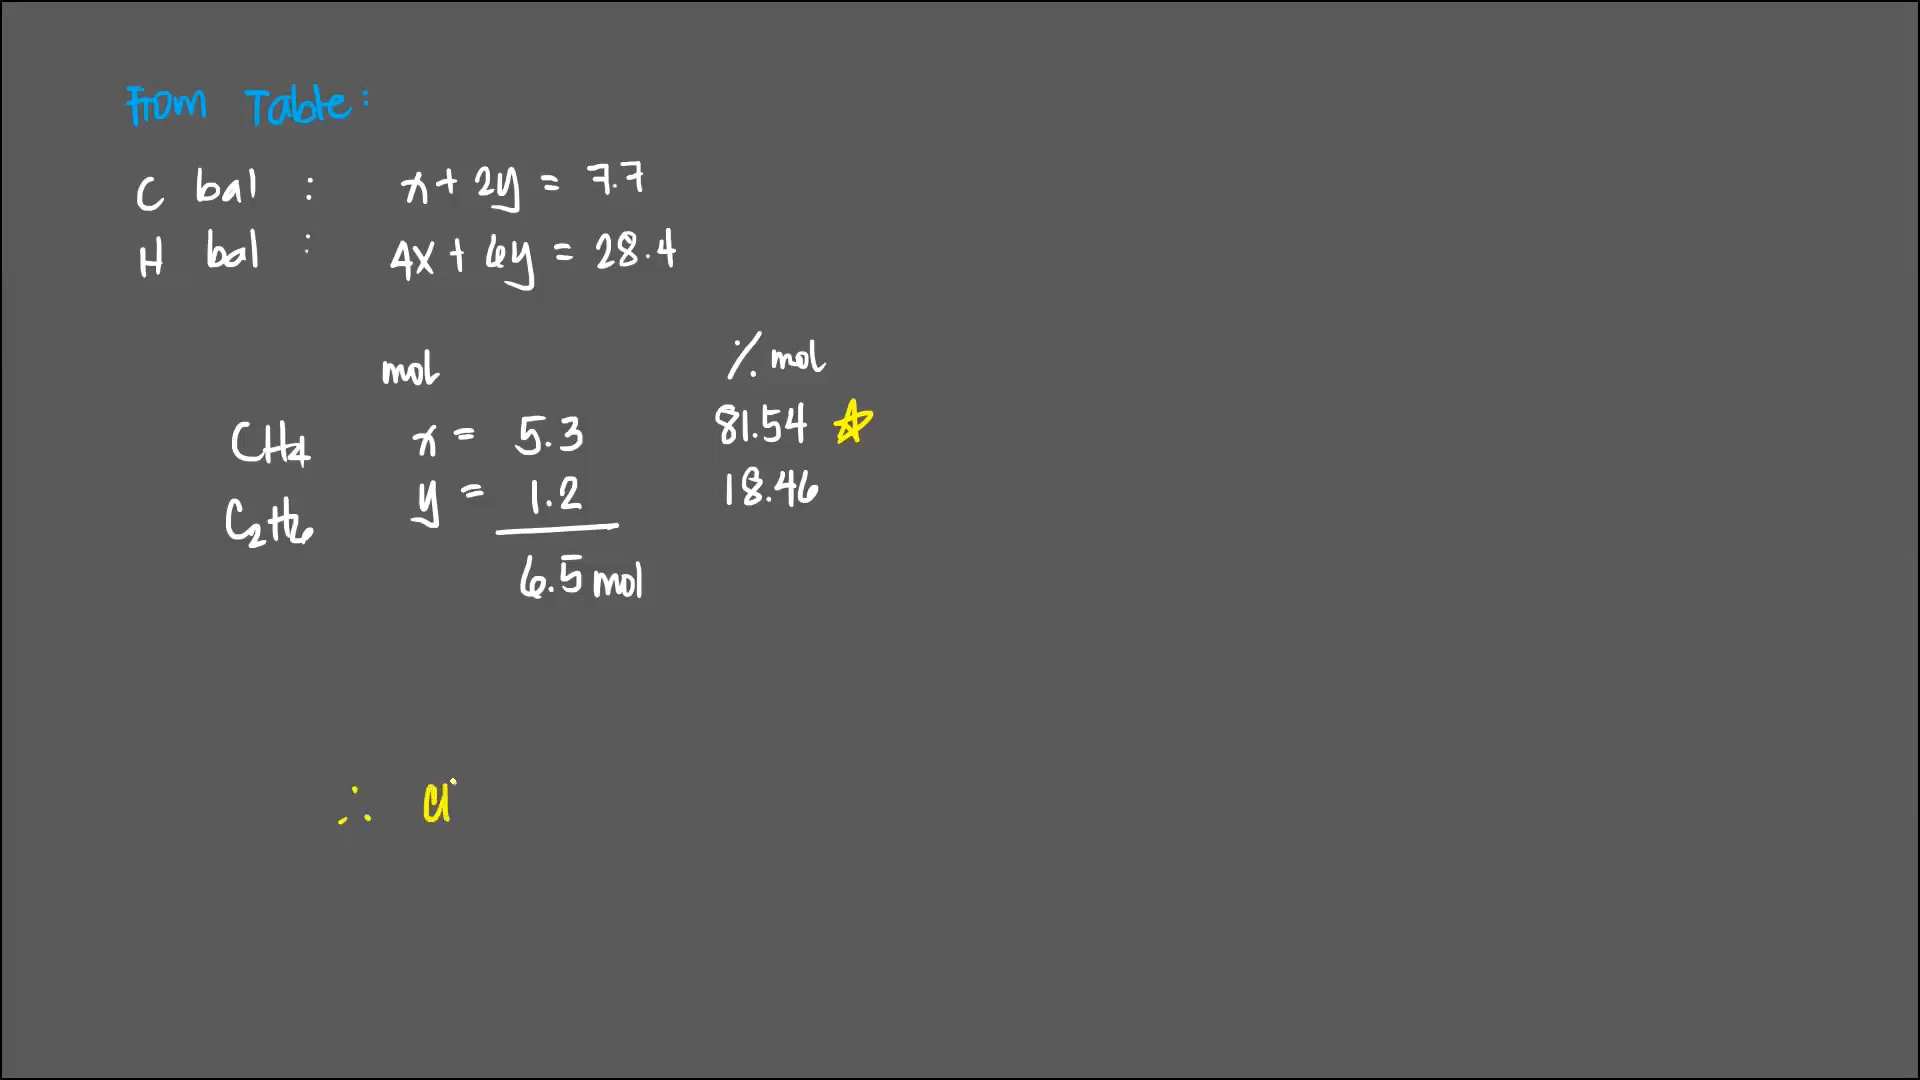 From Table:
C bal : x + 2y = 7.7
H bal : 4x + 6y = 28.4
mol % mol
CH4 x = 5.3 81.54
C2H6 y = 1.2 18.46
6.5 mol
∴